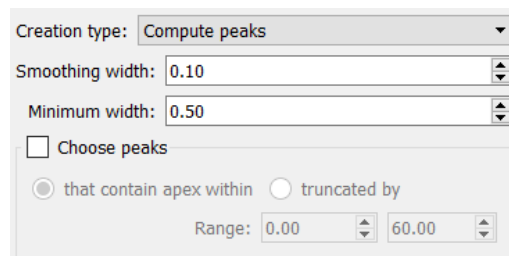 Creation type: Compute peaks
Smoothing width: 0.10
Minimum width: 0.50
Choose peaks
that contain apex within truncated by
Range: 0.00 60.00